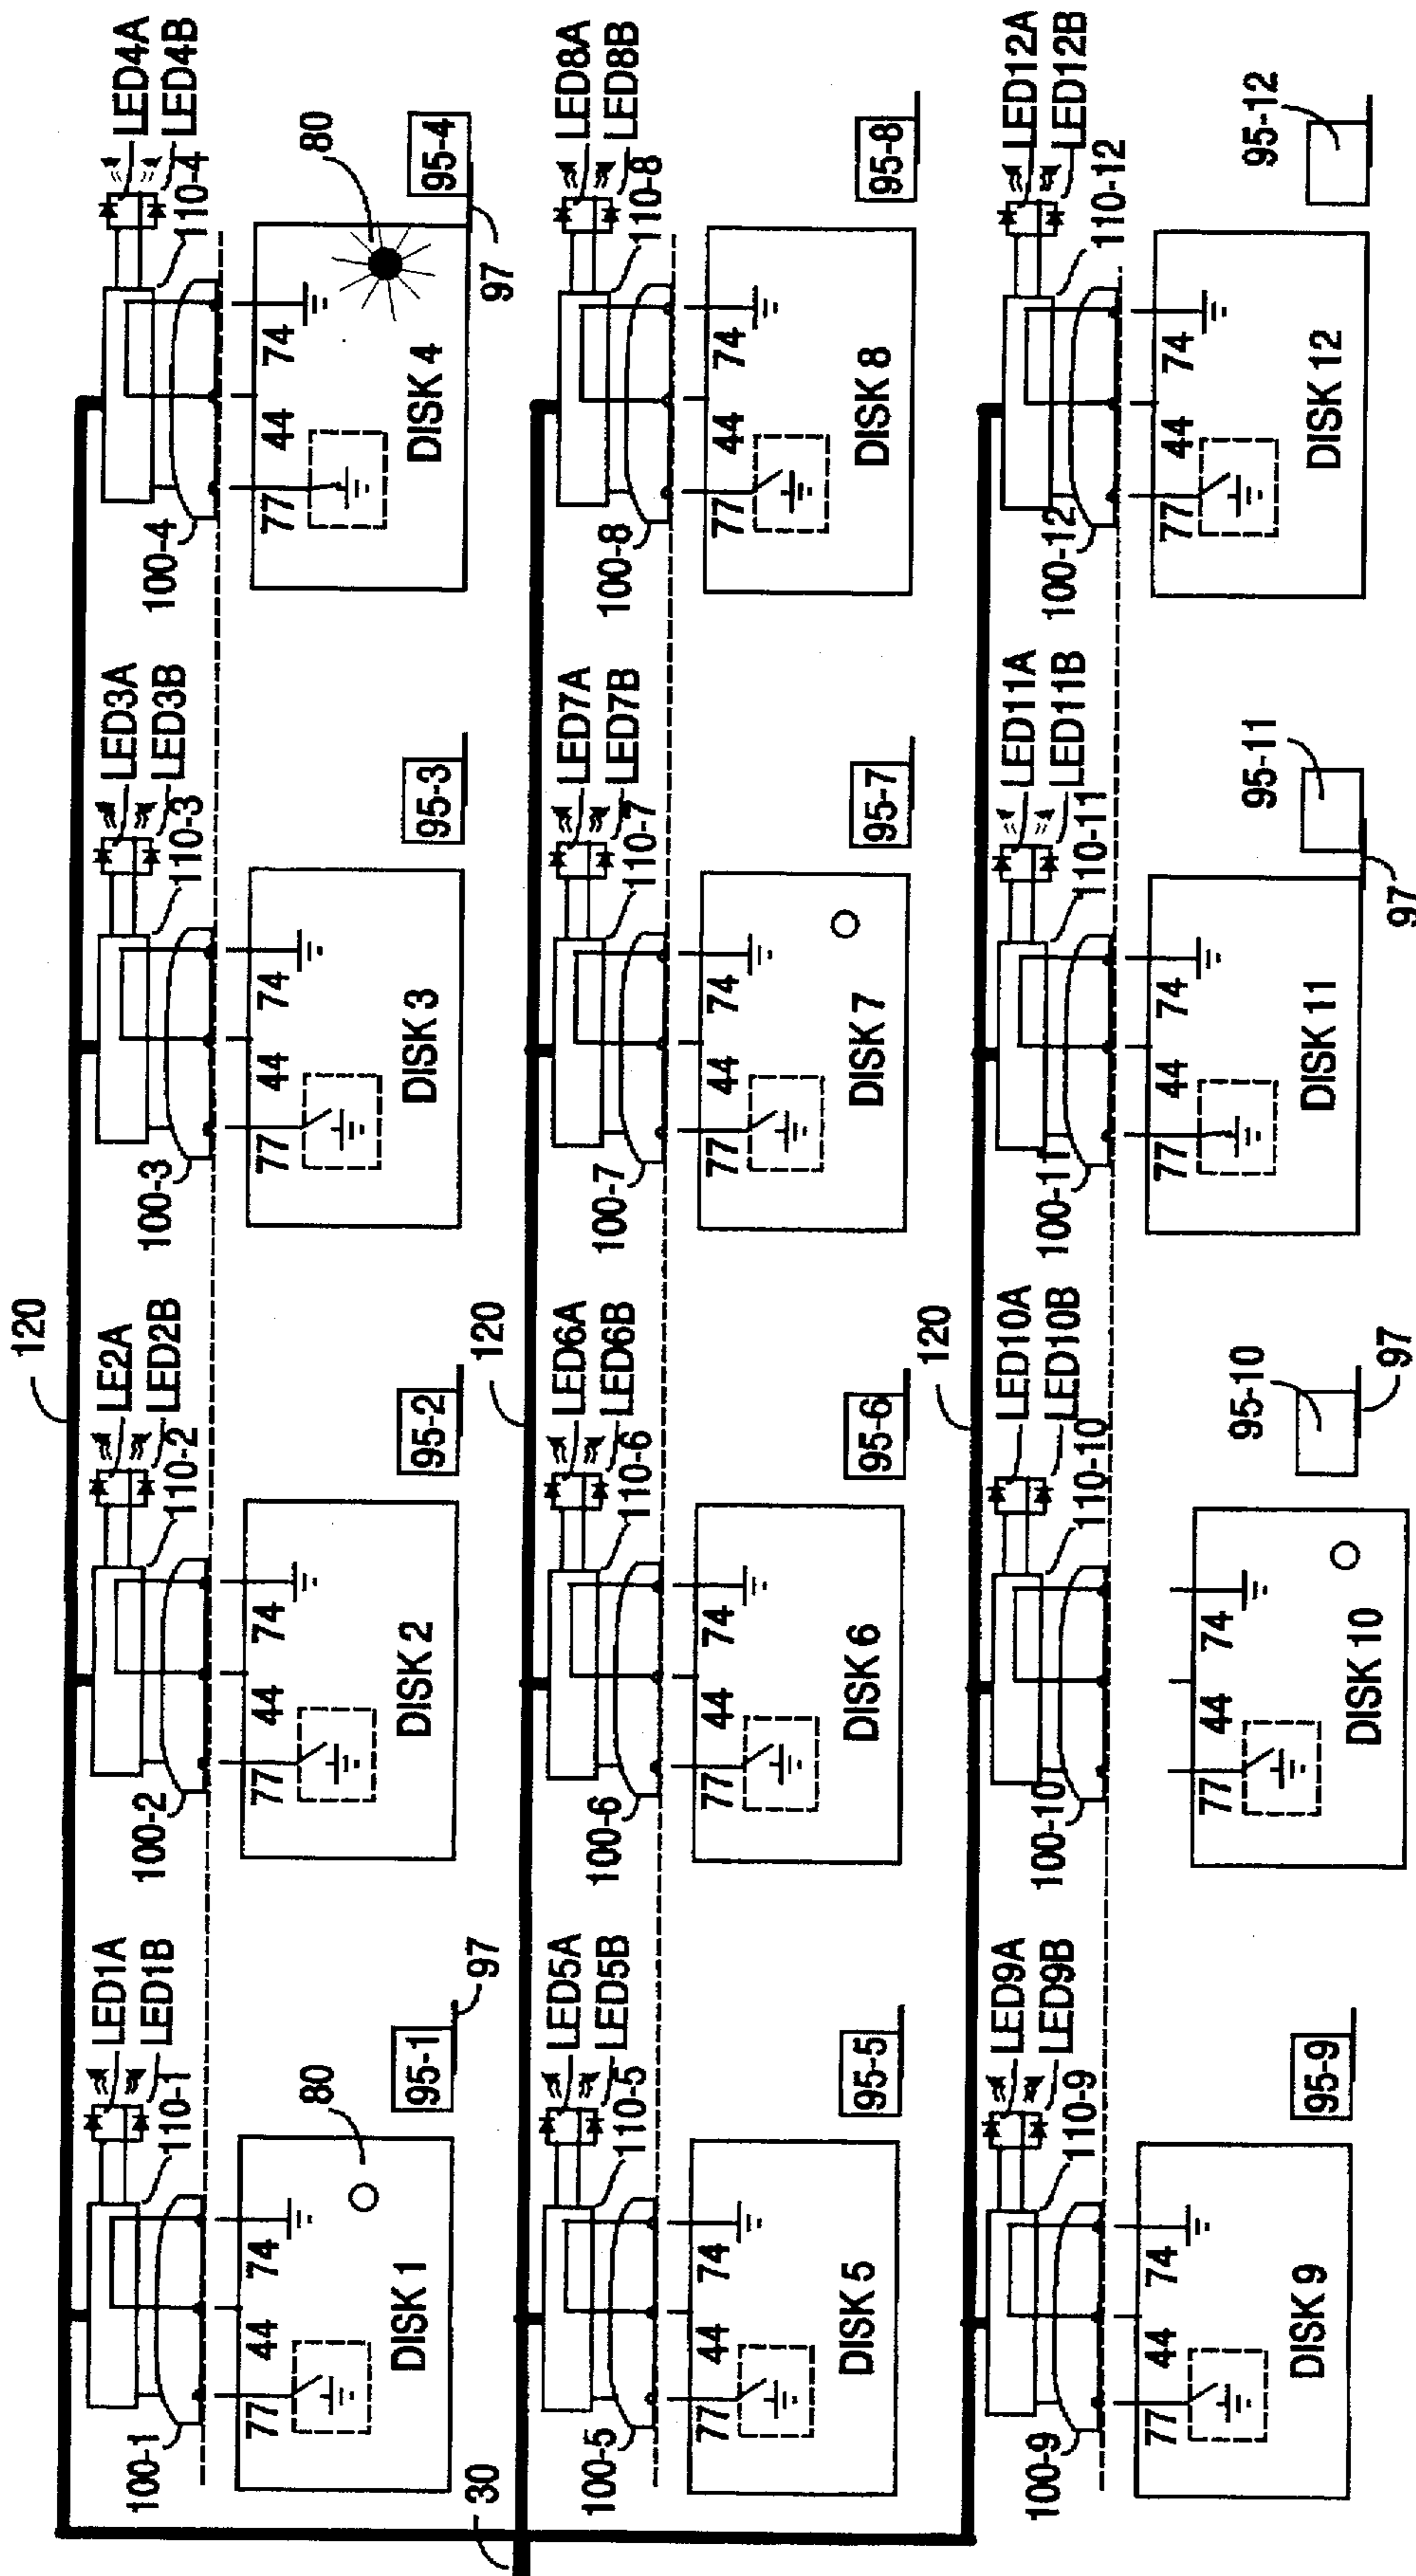 120
LED1A
LED1B
110-1
100-1
77
44
74
DISK 1
80
95-1
97
LE2A
LED2B
110-2
100-2
77
44
74
DISK 2
95-2
LED3A
LED3B
110-3
100-3
77
44
74
DISK 3
95-3
LED4A
LED4B
110-4
100-4
77
44
74
DISK 4
80
95-4
97
30
120
LED5A
LED5B
110-5
100-5
77
44
74
DISK 5
95-5
LED6A
LED6B
110-6
100-6
77
44
74
DISK 6
95-6
LED7A
LED7B
110-7
100-7
77
44
74
DISK 7
95-7
LED8A
LED8B
110-8
100-8
77
44
74
DISK 8
95-8
120
LED9A
LED9B
110-9
100-9
77
44
74
DISK 9
95-9
LED10A
LED10B
110-10
100-10
77
44
74
DISK 10
95-10
97
LED11A
LED11B
110-11
100-11
77
44
74
DISK 11
95-11
97
LED12A
LED12B
110-12
100-12
77
44
74
DISK 12
95-12